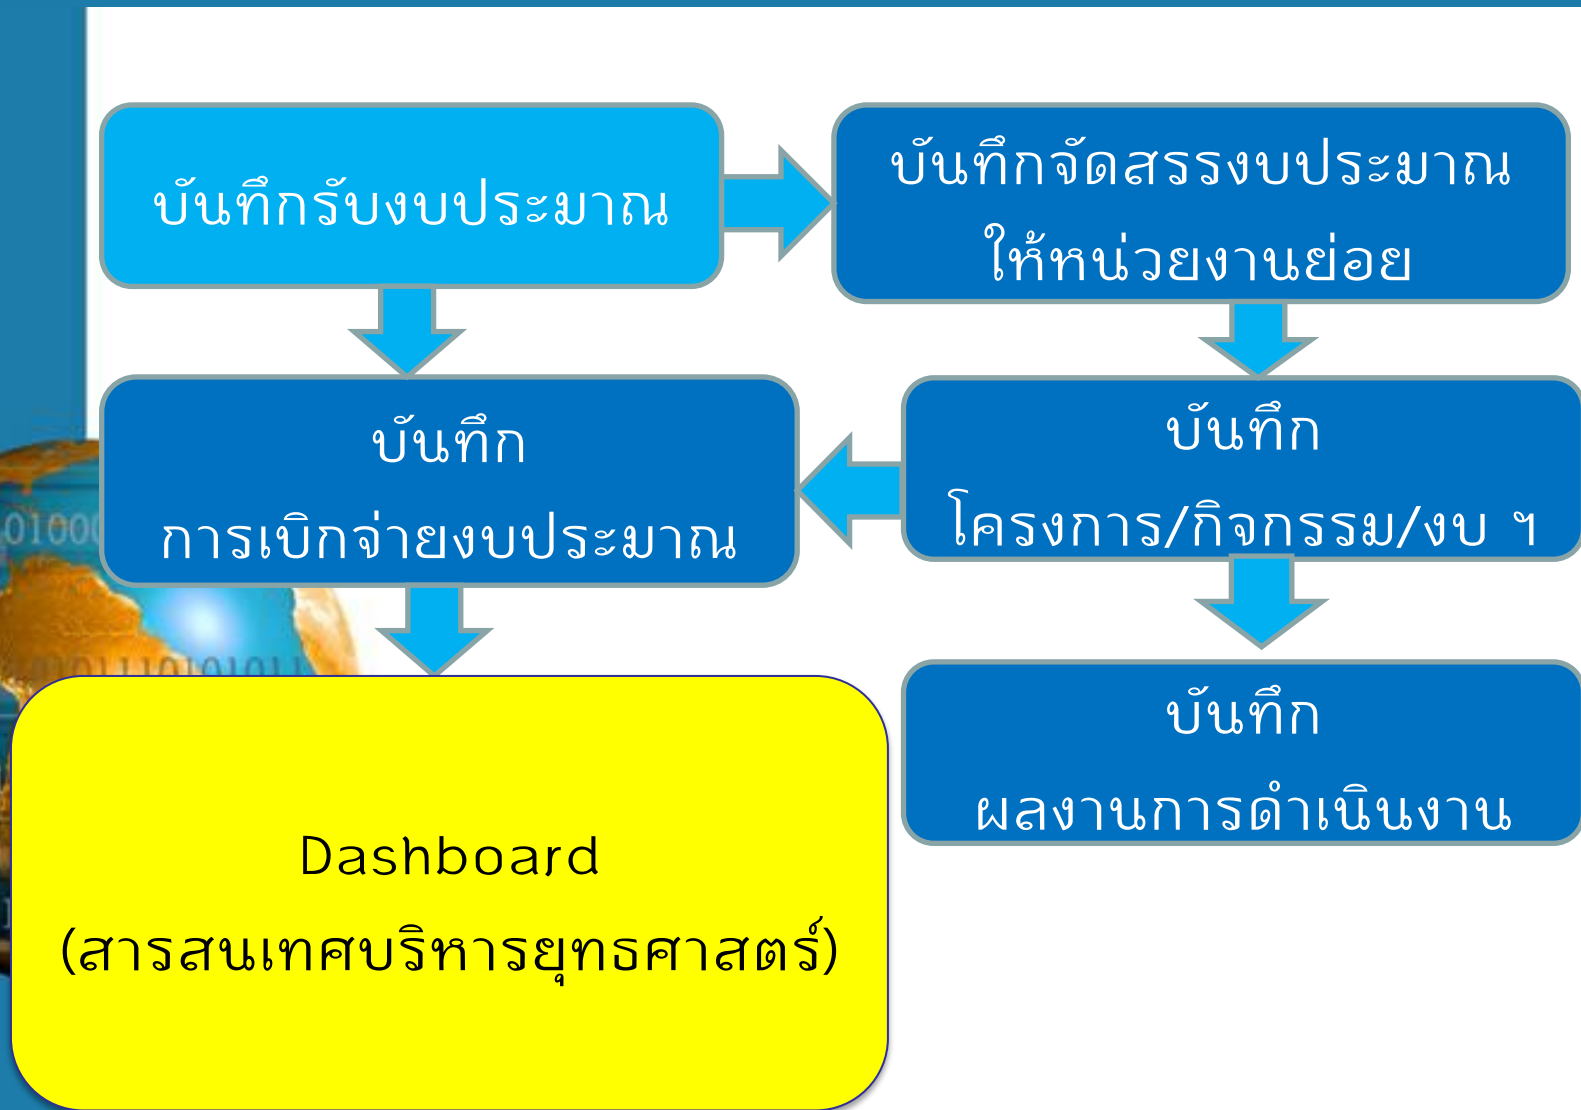 บันทึกรับงบประมาณ
บันทึกจัดสรรงบประมาณ
ให้หน่วยงานย่อย
บันทึก
การเบิกจ่ายงบประมาณ
บันทึก
โครงการ/กิจกรรม/งบ ฯ
บันทึก
ผลงานการดำเนินงาน
Dashboard
(สารสนเทศบริหารยุทธศาสตร์)